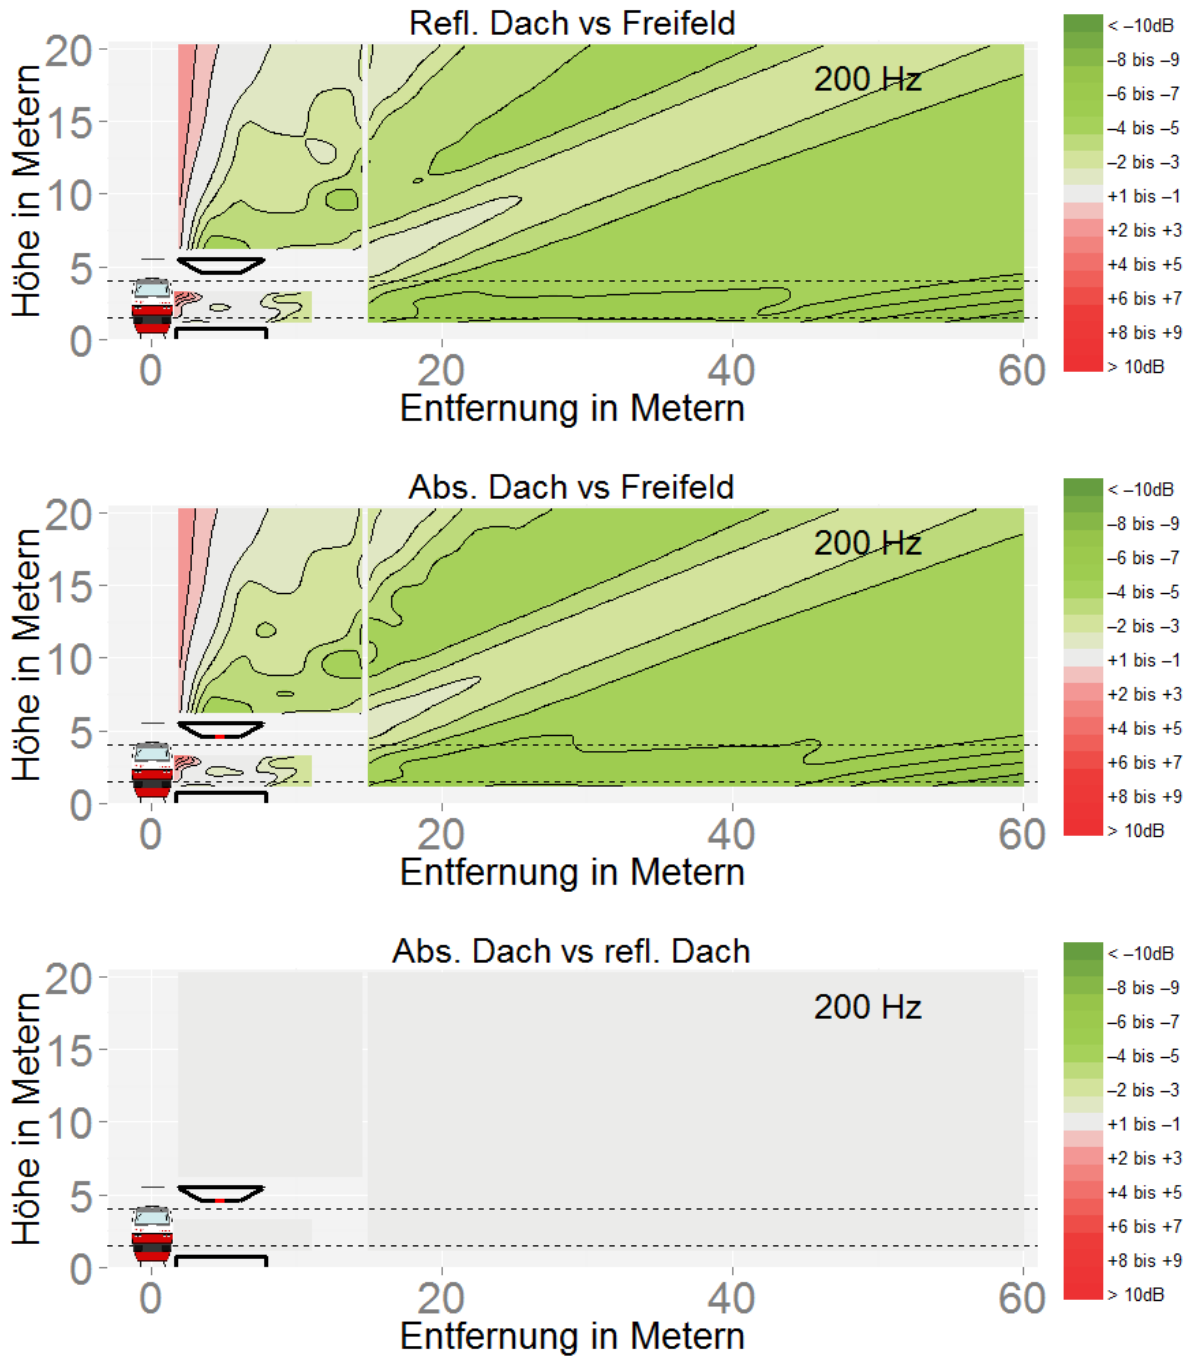 Refl. Dach vs Freifeld
200 Hz
Höhe in Metern
20
15
10
5
0
0 20 40 60
Entfernung in Metern
< –10dB
–8 bis –9
–6 bis –7
–4 bis –5
–2 bis –3
+1 bis –1
+2 bis +3
+4 bis +5
+6 bis +7
+8 bis +9
> 10dB
Abs. Dach vs Freifeld
200 Hz
Höhe in Metern
20
15
10
5
0
0 20 40 60
Entfernung in Metern
< –10dB
–8 bis –9
–6 bis –7
–4 bis –5
–2 bis –3
+1 bis –1
+2 bis +3
+4 bis +5
+6 bis +7
+8 bis +9
> 10dB
Abs. Dach vs refl. Dach
200 Hz
Höhe in Metern
20
15
10
5
0
0 20 40 60
Entfernung in Metern
< –10dB
–8 bis –9
–6 bis –7
–4 bis –5
–2 bis –3
+1 bis –1
+2 bis +3
+4 bis +5
+6 bis +7
+8 bis +9
> 10dB